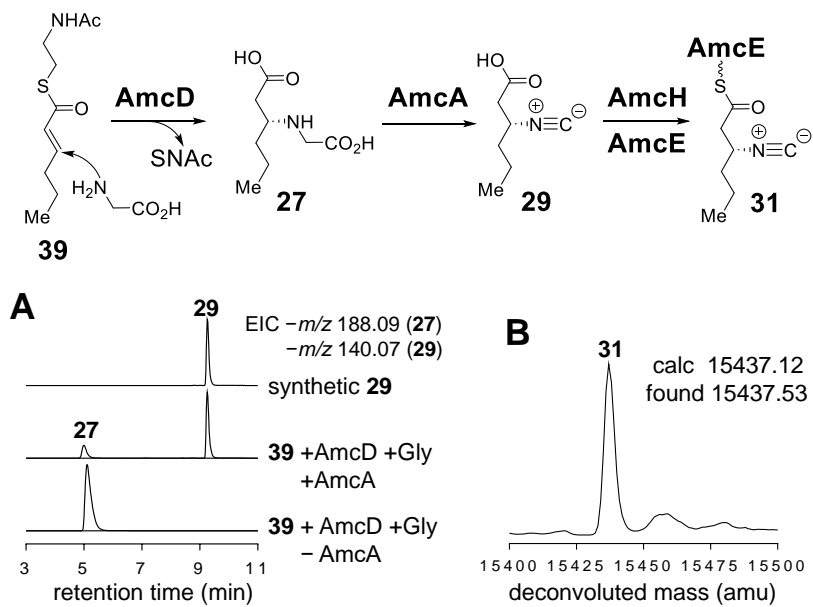 NHAc
S
O
Me
39
H₂N
CO₂H
AmcD
SNAc
HO
O
NH
CO₂H
Me
27
AmcA
HO
O
⊕ ⊖
N≡C
Me
29
AmcH
AmcE
AmcE
S
O
⊕ ⊖
N≡C
Me
31
A
29
EIC −m/z 188.09 (27)
−m/z 140.07 (29)
synthetic 29
27
39 +AmcD +Gly
+AmcA
39 + AmcD +Gly
− AmcA
3 5 7 9 11
retention time (min)
B
31
calc 15437.12
found 15437.53
15400 15425 15450 15475 15500
deconvoluted mass (amu)